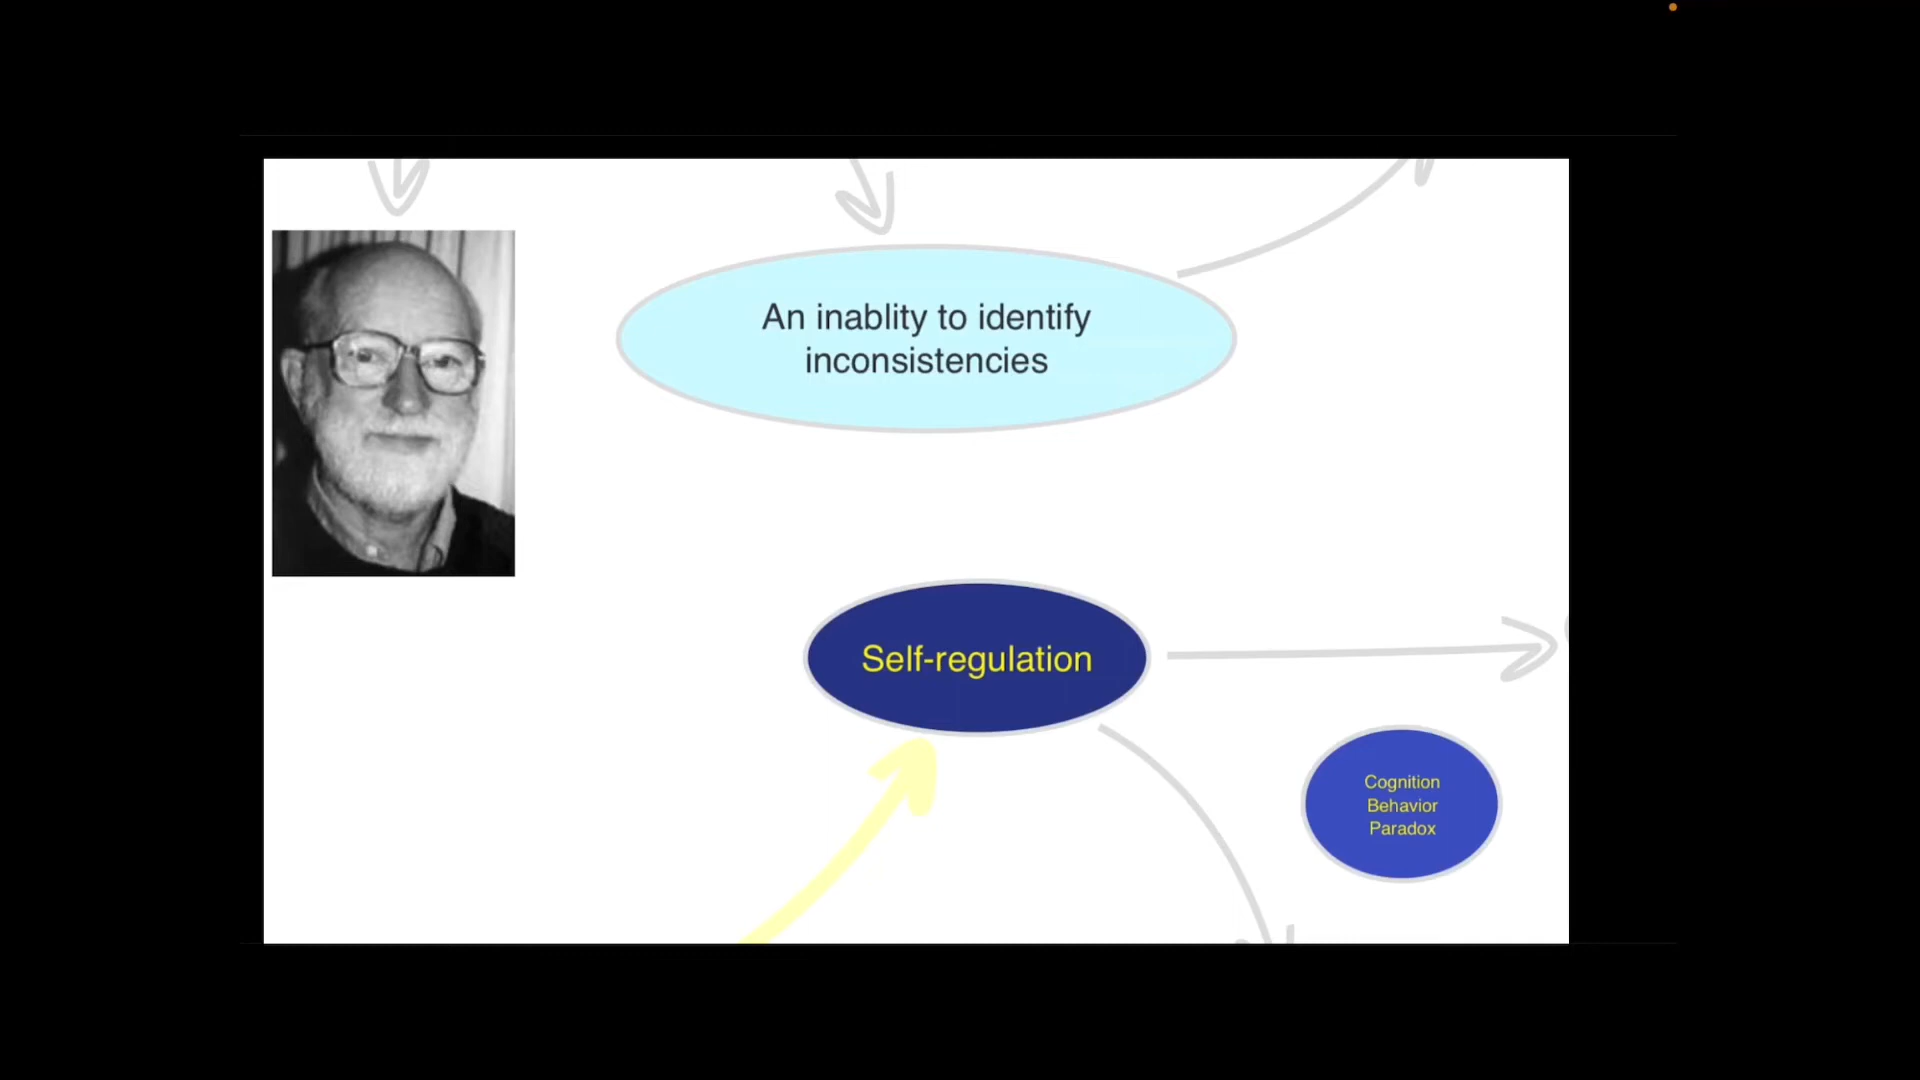 An inablity to identify
inconsistencies
Self-regulation
Cognition
Behavior
Paradox